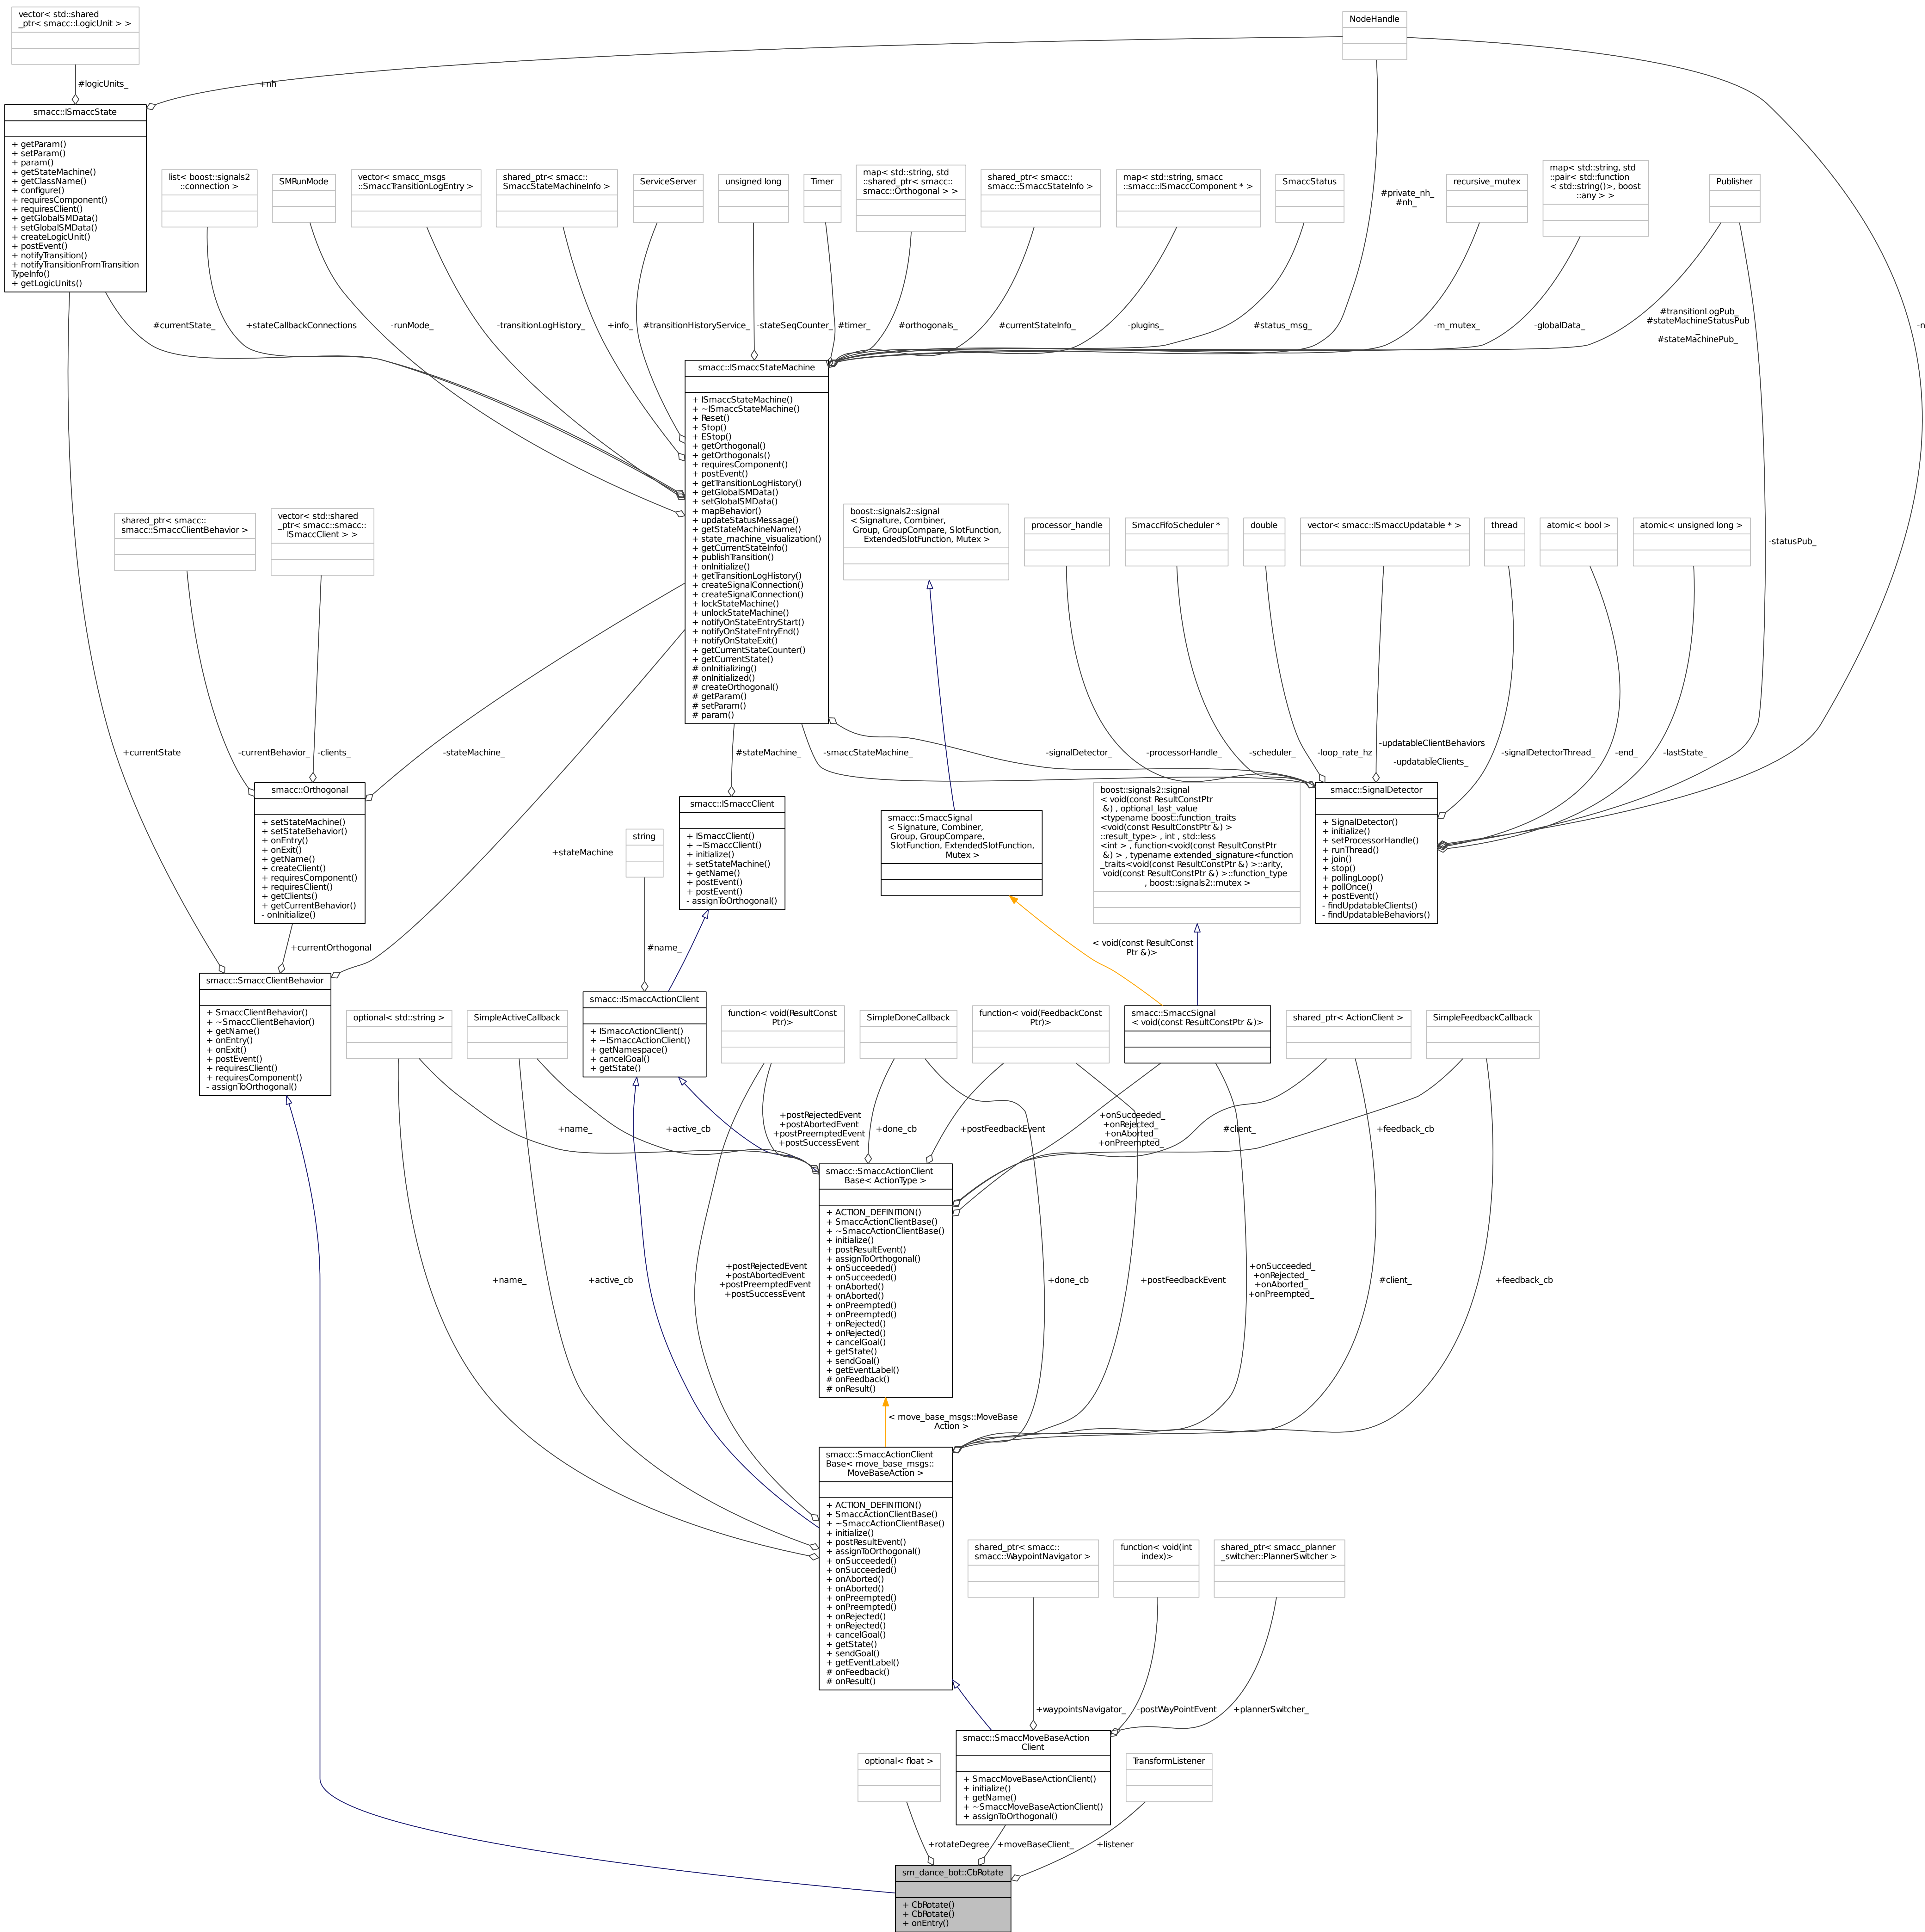 vector< std::shared
_ptr< smacc::LogicUnit > >
NodeHandle
#logicUnits_
+nh
smacc::ISmaccState
+ getParam()
+ setParam()
+ param()
+ getStateMachine()
+ getClassName()
+ configure()
+ requiresComponent()
+ requiresClient()
+ getGlobalSMData()
+ setGlobalSMData()
+ createLogicUnit()
+ postEvent()
+ notifyTransition()
+ notifyTransitionFromTransition
TypeInfo()
+ getLogicUnits()
list< boost::signals2
::connection >
SMRunMode
vector< smacc_msgs
::SmaccTransitionLogEntry >
shared_ptr< smacc::
SmaccStateMachineInfo >
ServiceServer
unsigned long
Timer
map< std::string, std
::shared_ptr< smacc::
smacc::Orthogonal > >
shared_ptr< smacc::
smacc::SmaccStateInfo >
map< std::string, smacc
::smacc::ISmaccComponent * >
SmaccStatus
#private_nh_
#nh_
recursive_mutex
map< std::string, std
::pair< std::function
< std::string()>, boost
::any > >
Publisher
#currentState_
+stateCallbackConnections
-runMode_
-transitionLogHistory_
+info_
#transitionHistoryService_
-stateSeqCounter_
#timer_
#orthogonals_
#currentStateInfo_
-plugins_
#status_msg_
-m_mutex_
-globalData_
#transitionLogPub_
#stateMachineStatusPub
_
#stateMachinePub_
-n
smacc::ISmaccStateMachine
+ ISmaccStateMachine()
+ ~ISmaccStateMachine()
+ Reset()
+ Stop()
+ EStop()
+ getOrthogonal()
+ getOrthogonals()
+ requiresComponent()
+ postEvent()
+ getTransitionLogHistory()
+ getGlobalSMData()
+ setGlobalSMData()
+ mapBehavior()
+ updateStatusMessage()
+ getStateMachineName()
+ state_machine_visualization()
+ getCurrentStateInfo()
+ publishTransition()
+ onInitialize()
+ getTransitionLogHistory()
+ createSignalConnection()
+ createSignalConnection()
+ lockStateMachine()
+ unlockStateMachine()
+ notifyOnStateEntryStart()
+ notifyOnStateEntryEnd()
+ notifyOnStateExit()
+ getCurrentStateCounter()
+ getCurrentState()
# onInitializing()
# onInitialized()
# createOrthogonal()
# getParam()
# setParam()
# param()
shared_ptr< smacc::
smacc::SmaccClientBehavior >
vector< std::shared
_ptr< smacc::smacc::
ISmaccClient > >
boost::signals2::signal
< Signature, Combiner,
Group, GroupCompare, SlotFunction,
ExtendedSlotFunction, Mutex >
processor_handle
SmaccFifoScheduler *
double
vector< smacc::ISmaccUpdatable * >
thread
atomic< bool >
atomic< unsigned long >
-statusPub_
+currentState
-currentBehavior_
-clients_
-stateMachine_
#stateMachine_
-smaccStateMachine_
-signalDetector_
-processorHandle_
-scheduler_
-loop_rate_hz
-updatableClientBehaviors
_
-updatableClients_
-signalDetectorThread_
-end_
-lastState_
smacc::Orthogonal
+ setStateMachine()
+ setStateBehavior()
+ onEntry()
+ onExit()
+ getName()
+ createClient()
+ requiresComponent()
+ requiresClient()
+ getClients()
+ getCurrentBehavior()
- onInitialize()
+stateMachine
string
smacc::ISmaccClient
+ ISmaccClient()
+ ~ISmaccClient()
+ initialize()
+ setStateMachine()
+ getName()
+ postEvent()
+ postEvent()
- assignToOrthogonal()
smacc::SmaccSignal
< Signature, Combiner,
Group, GroupCompare,
SlotFunction, ExtendedSlotFunction,
Mutex >
boost::signals2::signal
< void(const ResultConstPtr
&) , optional_last_value
<typename boost::function_traits
<void(const ResultConstPtr &) >
::result_type> , int , std::less
<int > , function<void(const ResultConstPtr
&) > , typename extended_signature<function
_traits<void(const ResultConstPtr &) >::arity,
void(const ResultConstPtr &) >::function_type
, boost::signals2::mutex >
smacc::SignalDetector
+ SignalDetector()
+ initialize()
+ setProcessorHandle()
+ runThread()
+ join()
+ stop()
+ pollingLoop()
+ pollOnce()
+ postEvent()
- findUpdatableClients()
- findUpdatableBehaviors()
+currentOrthogonal
#name_
< void(const ResultConst
Ptr &)>
smacc::SmaccClientBehavior
+ SmaccClientBehavior()
+ ~SmaccClientBehavior()
+ getName()
+ onEntry()
+ onExit()
+ postEvent()
+ requiresClient()
+ requiresComponent()
- assignToOrthogonal()
optional< std::string >
SimpleActiveCallback
smacc::ISmaccActionClient
+ ISmaccActionClient()
+ ~ISmaccActionClient()
+ getNamespace()
+ cancelGoal()
+ getState()
function< void(ResultConst
Ptr)>
SimpleDoneCallback
function< void(FeedbackConst
Ptr)>
smacc::SmaccSignal
< void(const ResultConstPtr &)>
shared_ptr< ActionClient >
SimpleFeedbackCallback
+name_
+active_cb
+postRejectedEvent
+postAbortedEvent
+postPreemptedEvent
+postSuccessEvent
+done_cb
+postFeedbackEvent
+onSucceeded_
+onRejected_
+onAborted_
+onPreempted_
#client_
+feedback_cb
smacc::SmaccActionClient
Base< ActionType >
+ ACTION_DEFINITION()
+ SmaccActionClientBase()
+ ~SmaccActionClientBase()
+ initialize()
+ postResultEvent()
+ assignToOrthogonal()
+ onSucceeded()
+ onSucceeded()
+ onAborted()
+ onAborted()
+ onPreempted()
+ onPreempted()
+ onRejected()
+ onRejected()
+ cancelGoal()
+ getState()
+ sendGoal()
+ getEventLabel()
# onFeedback()
# onResult()
+name_
+active_cb
+postRejectedEvent
+postAbortedEvent
+postPreemptedEvent
+postSuccessEvent
+done_cb
+postFeedbackEvent
+onSucceeded_
+onRejected_
+onAborted_
+onPreempted_
#client_
+feedback_cb
< move_base_msgs::MoveBase
Action >
smacc::SmaccActionClient
Base< move_base_msgs::
MoveBaseAction >
+ ACTION_DEFINITION()
+ SmaccActionClientBase()
+ ~SmaccActionClientBase()
+ initialize()
+ postResultEvent()
+ assignToOrthogonal()
+ onSucceeded()
+ onSucceeded()
+ onAborted()
+ onAborted()
+ onPreempted()
+ onPreempted()
+ onRejected()
+ onRejected()
+ cancelGoal()
+ getState()
+ sendGoal()
+ getEventLabel()
# onFeedback()
# onResult()
shared_ptr< smacc::
smacc::WaypointNavigator >
function< void(int
index)>
shared_ptr< smacc_planner
_switcher::PlannerSwitcher >
+waypointsNavigator_
-postWayPointEvent
+plannerSwitcher_
optional< float >
smacc::SmaccMoveBaseAction
Client
+ SmaccMoveBaseActionClient()
+ initialize()
+ getName()
+ ~SmaccMoveBaseActionClient()
+ assignToOrthogonal()
TransformListener
+rotateDegree
+moveBaseClient_
+listener
sm_dance_bot::CbRotate
+ CbRotate()
+ CbRotate()
+ onEntry()